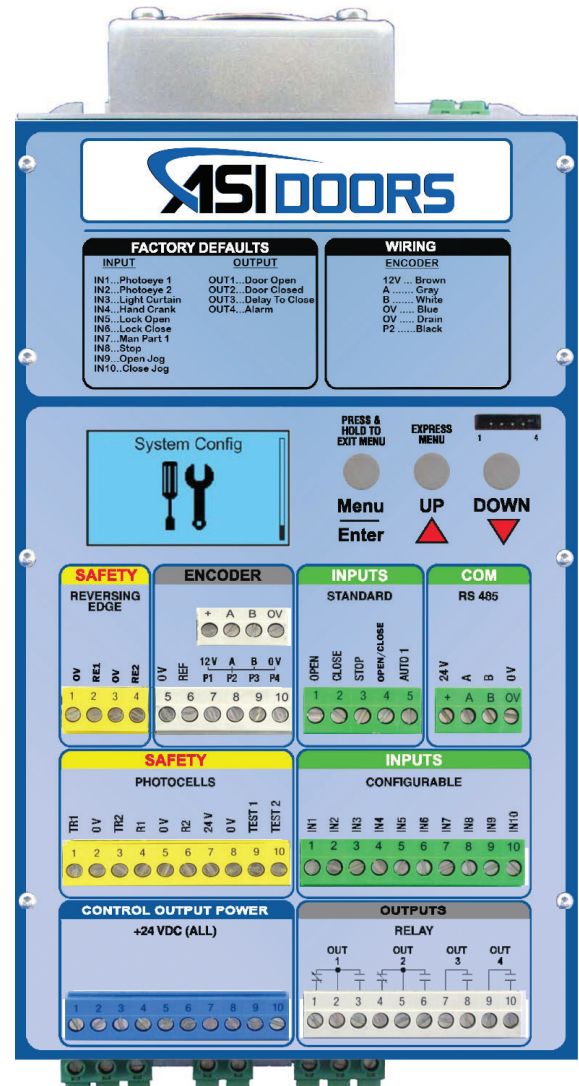 ASI DOORS
FACTORY DEFAULTS
INPUT
IN1...Photoeye 1
IN2...Photoeye 2
IN3...Light Curtain
IN4...Hand Crank
IN5...Lock Open
IN6...Lock Close
IN7...Man Part 1
IN8...Stop
IN9...Open Jog
IN10..Close Jog
OUTPUT
OUT1...Door Open
OUT2...Door Closed
OUT3...Delay To Close
OUT4...Alarm
WIRING
ENCODER
12V ... Brown
A ....... Gray
B ....... White
OV ..... Blue
OV ..... Drain
P2 .....Black
System Config
PRESS &
HOLD TO
EXIT MENU
EXPRESS
MENU
1 4
Menu
Enter
UP
DOWN
SAFETY
REVERSING
EDGE
0V RE1 0V RE2
1 2 3 4
ENCODER
+ A B 0V
12V A B 0V
0V REF P1 P2 P3 P4
5 6 7 8 9 10
INPUTS
STANDARD
OPEN CLOSE STOP OPEN/CLOSE AUTO 1
1 2 3 4 5
COM
RS 485
24V A B 0V
+ A B 0V
SAFETY
PHOTOCELLS
TR1 0V TR2 R1 0V R2 24V 0V TEST 1 TEST 2
1 2 3 4 5 6 7 8 9 10
INPUTS
CONFIGURABLE
IN1 IN2 IN3 IN4 IN5 IN6 IN7 IN8 IN9 IN10
1 2 3 4 5 6 7 8 9 10
CONTROL OUTPUT POWER
+24 VDC (ALL)
1 2 3 4 5 6 7 8 9 10
OUTPUTS
RELAY
OUT 1 OUT 2 OUT 3 OUT 4
1 2 3 4 5 6 7 8 9 10